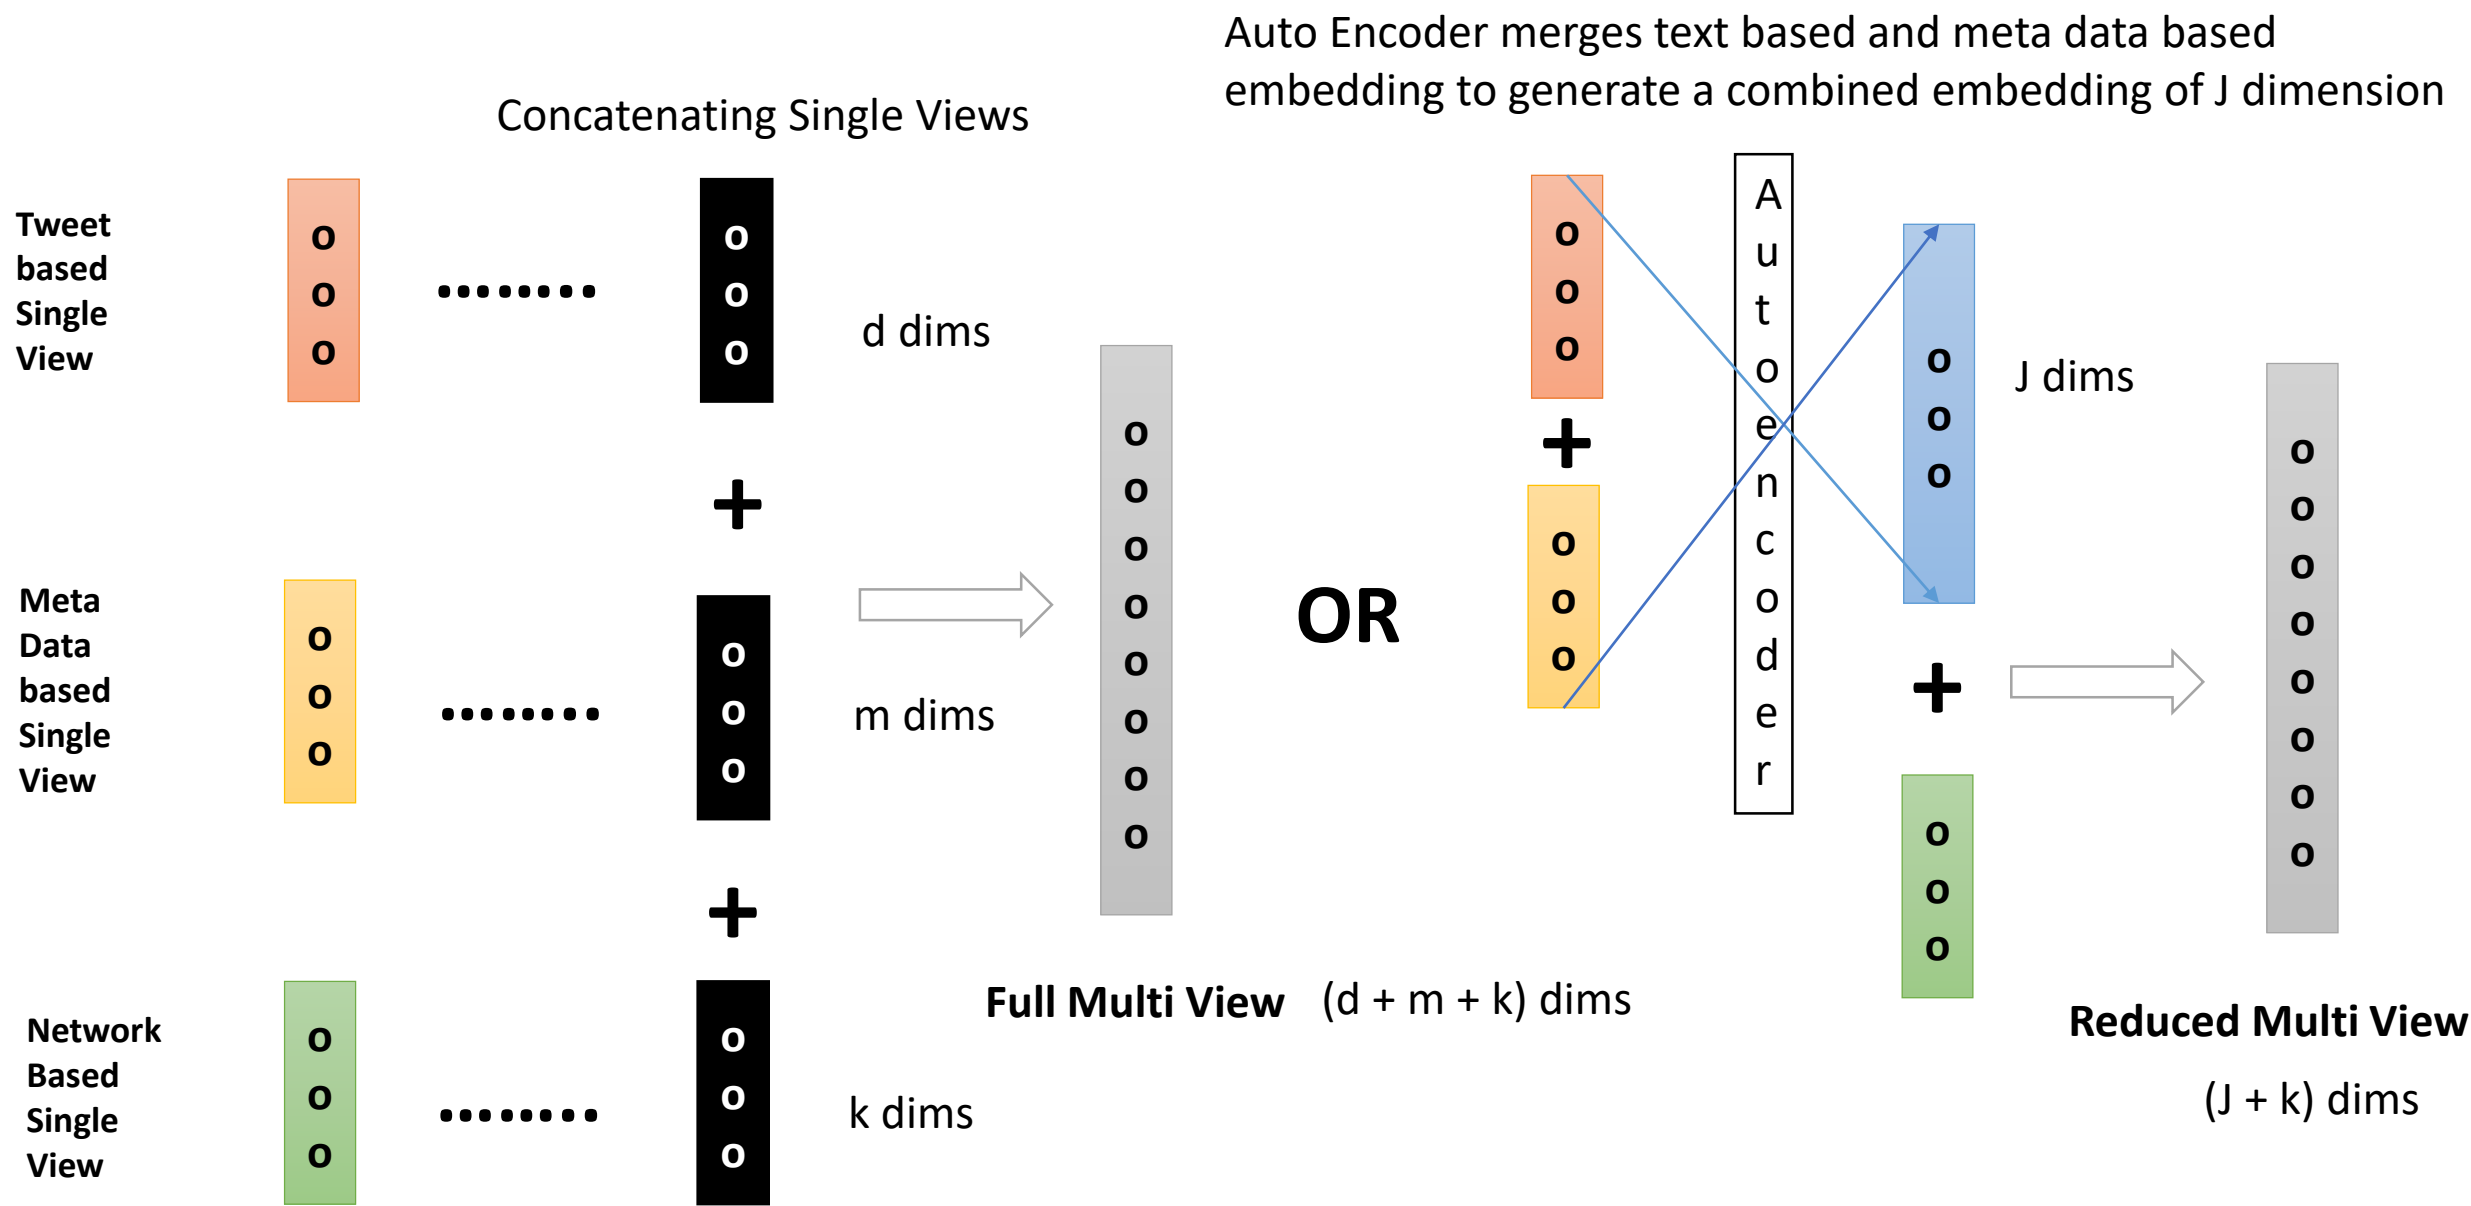 Auto Encoder merges text based and meta data based
embedding to generate a combined embedding of J dimension
Concatenating Single Views
Tweet
based
Single
View
o
o
o
........
o
o
o
d dims
+
Meta
Data
based
Single
View
o
o
o
........
o
o
o
m dims
+
Network
Based
Single
View
o
o
o
........
o
o
o
k dims
o
o
o
o
o
o
o
o
Full Multi View (d + m + k) dims
OR
o
o
o
+
o
o
o
A
u
t
o
e
n
c
o
d
e
r
o
o
o
J dims
+
o
o
o
o
o
o
o
o
o
o
o
Reduced Multi View
(J + k) dims